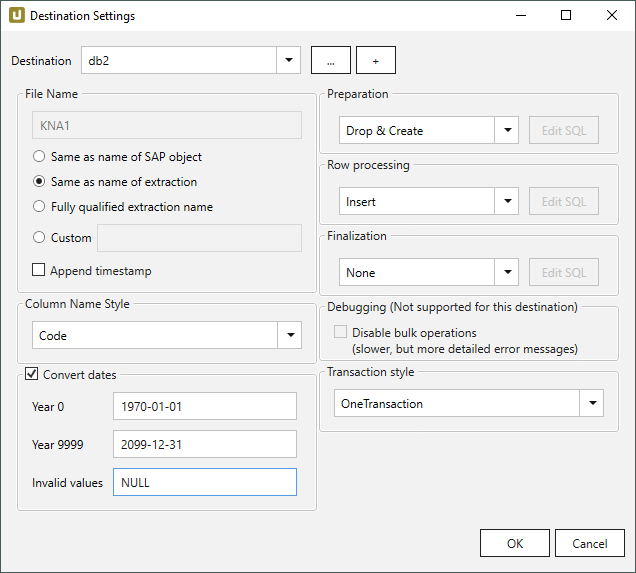 Destination Settings
Destination
db2
...
+
File Name
KNA1
Same as name of SAP object
Same as name of extraction
Fully qualified extraction name
Custom
Append timestamp
Column Name Style
Code
Convert dates
Year 0
1970-01-01
Year 9999
2099-12-31
Invalid values
NULL
Preparation
Drop & Create
Edit SQL
Row processing
Insert
Edit SQL
Finalization
None
Edit SQL
Debugging (Not supported for this destination)
Disable bulk operations
(slower, but more detailed error messages)
Transaction style
OneTransaction
OK
Cancel